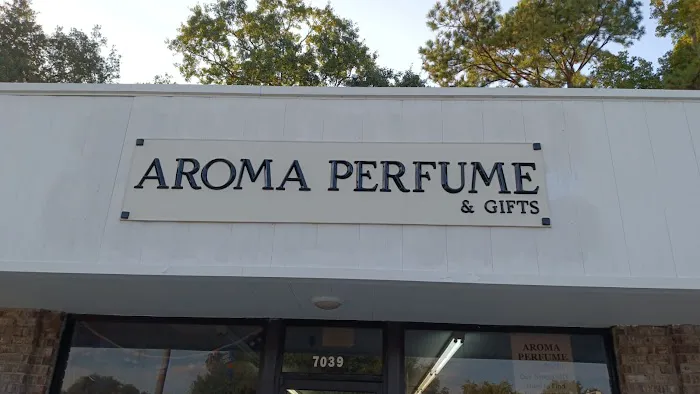 AROMA PERFUME
& GIFTS
7039
AROMA
PERFUME